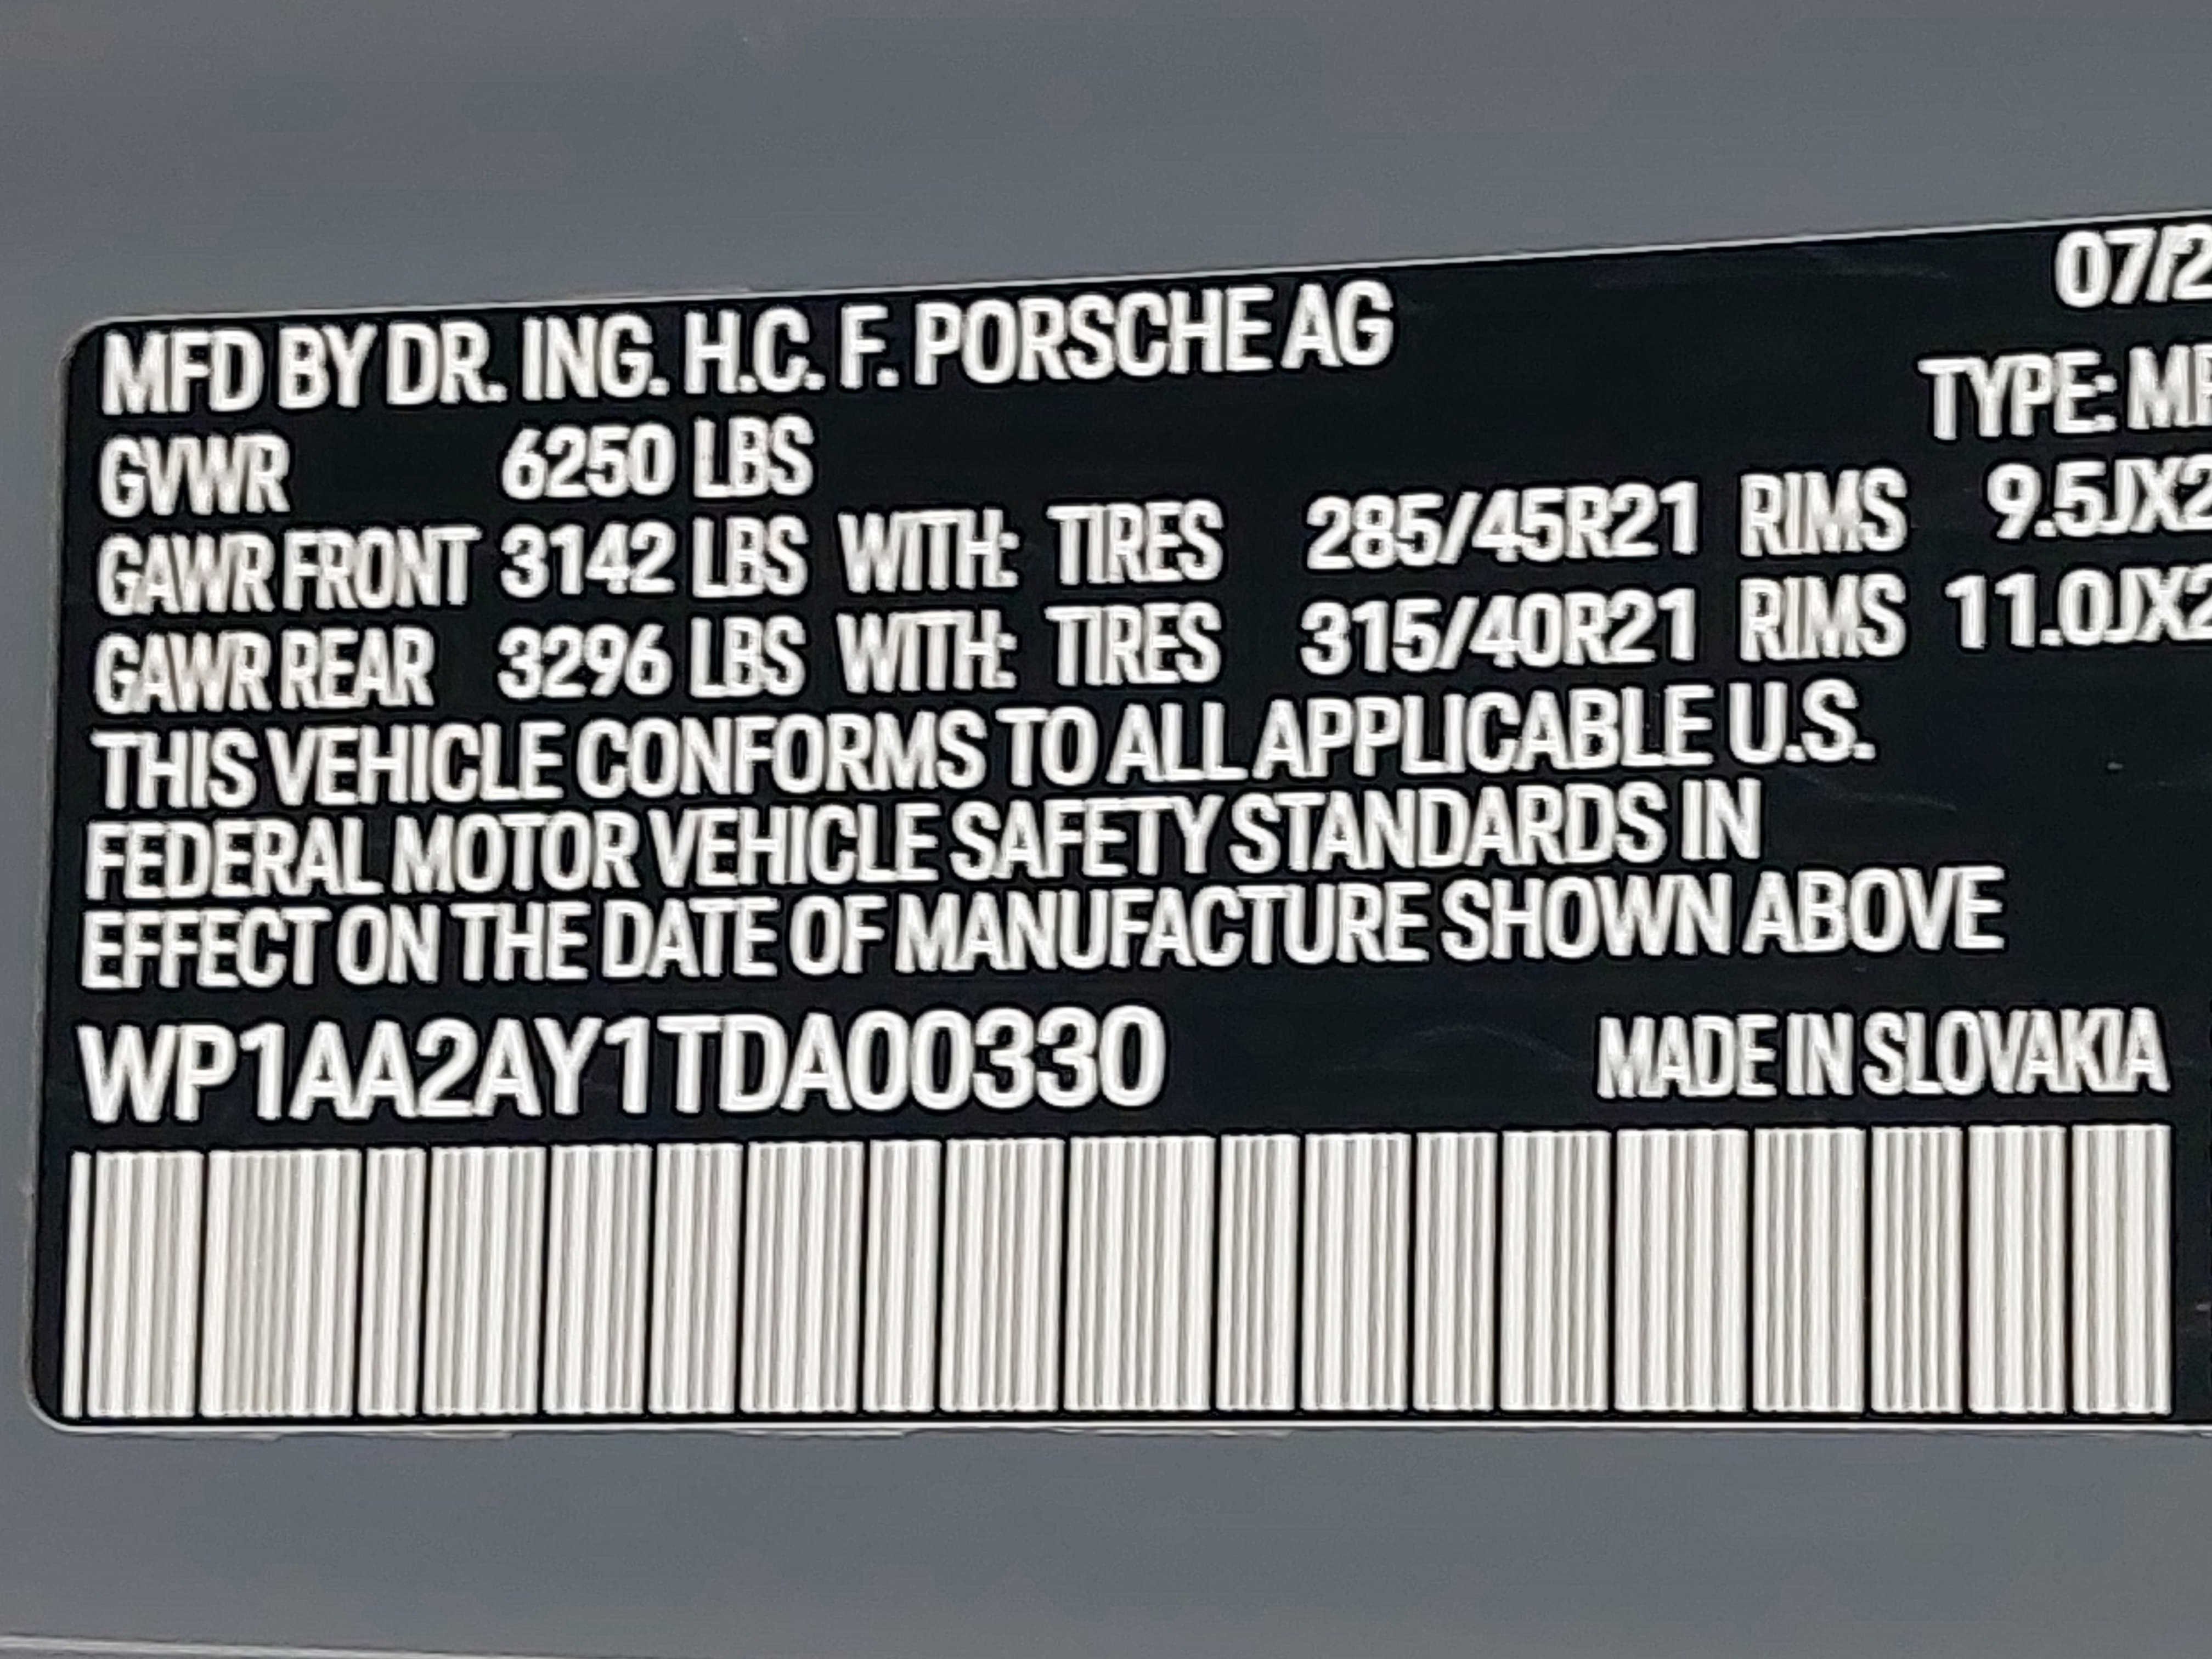 07/2
MFD BY DR. ING. H.C. F. PORSCHE AG
TYPE: MP
GVWR 6250 LBS
GAWR FRONT 3142 LBS WITH: TIRES 285/45R21 RIMS 9.5JX2
GAWR REAR 3296 LBS WITH: TIRES 315/40R21 RIMS 11.0JX2
THIS VEHICLE CONFORMS TO ALL APPLICABLE U.S.
FEDERAL MOTOR VEHICLE SAFETY STANDARDS IN
EFFECT ON THE DATE OF MANUFACTURE SHOWN ABOVE
WP1AA2AY1TDA00330 MADE IN SLOVAKIA